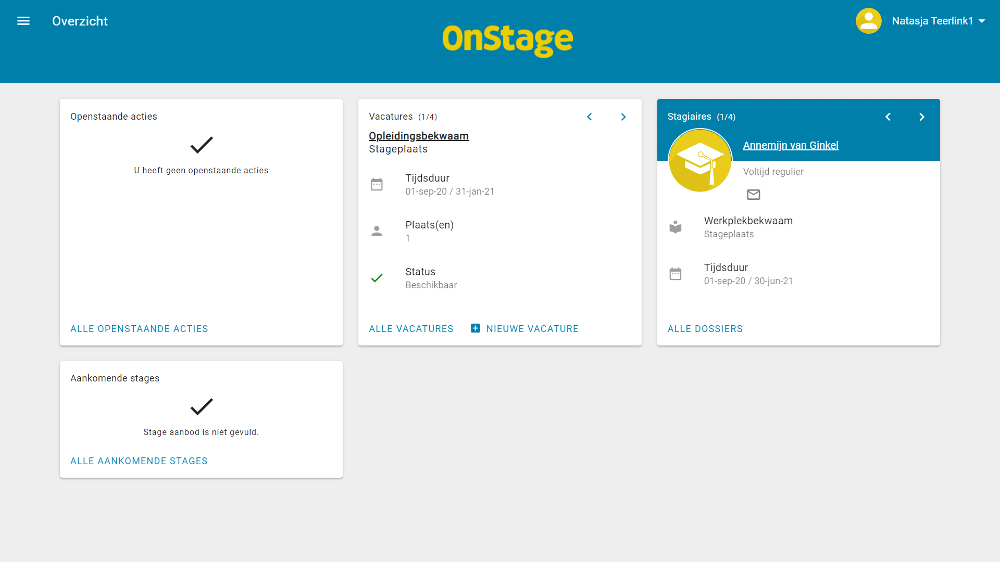 Overzicht
OnStage
Natasja Teerlink1
Openstaande acties
U heeft geen openstaande acties
ALLE OPENSTAANDE ACTIES
Vacatures (1/4)
Opleidingsbekwaam
Stageplaats
Tijdsduur
01-sep-20 / 31-jan-21
Plaats(en)
1
Status
Beschikbaar
ALLE VACATURES NIEUWE VACATURE
Stagiaires (1/4)
Annemijn van Ginkel
Voltijd regulier
Werkplekbekwaam
Stageplaats
Tijdsduur
01-sep-20 / 30-jun-21
ALLE DOSSIERS
Aankomende stages
Stage aanbod is niet gevuld.
ALLE AANKOMENDE STAGES